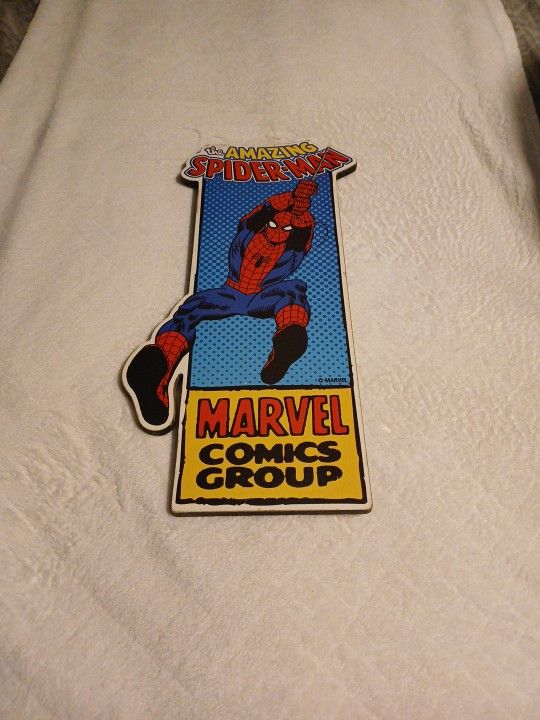 the AMAZING
SPIDER-MAN
© MARVEL
MARVEL
COMICS
GROUP